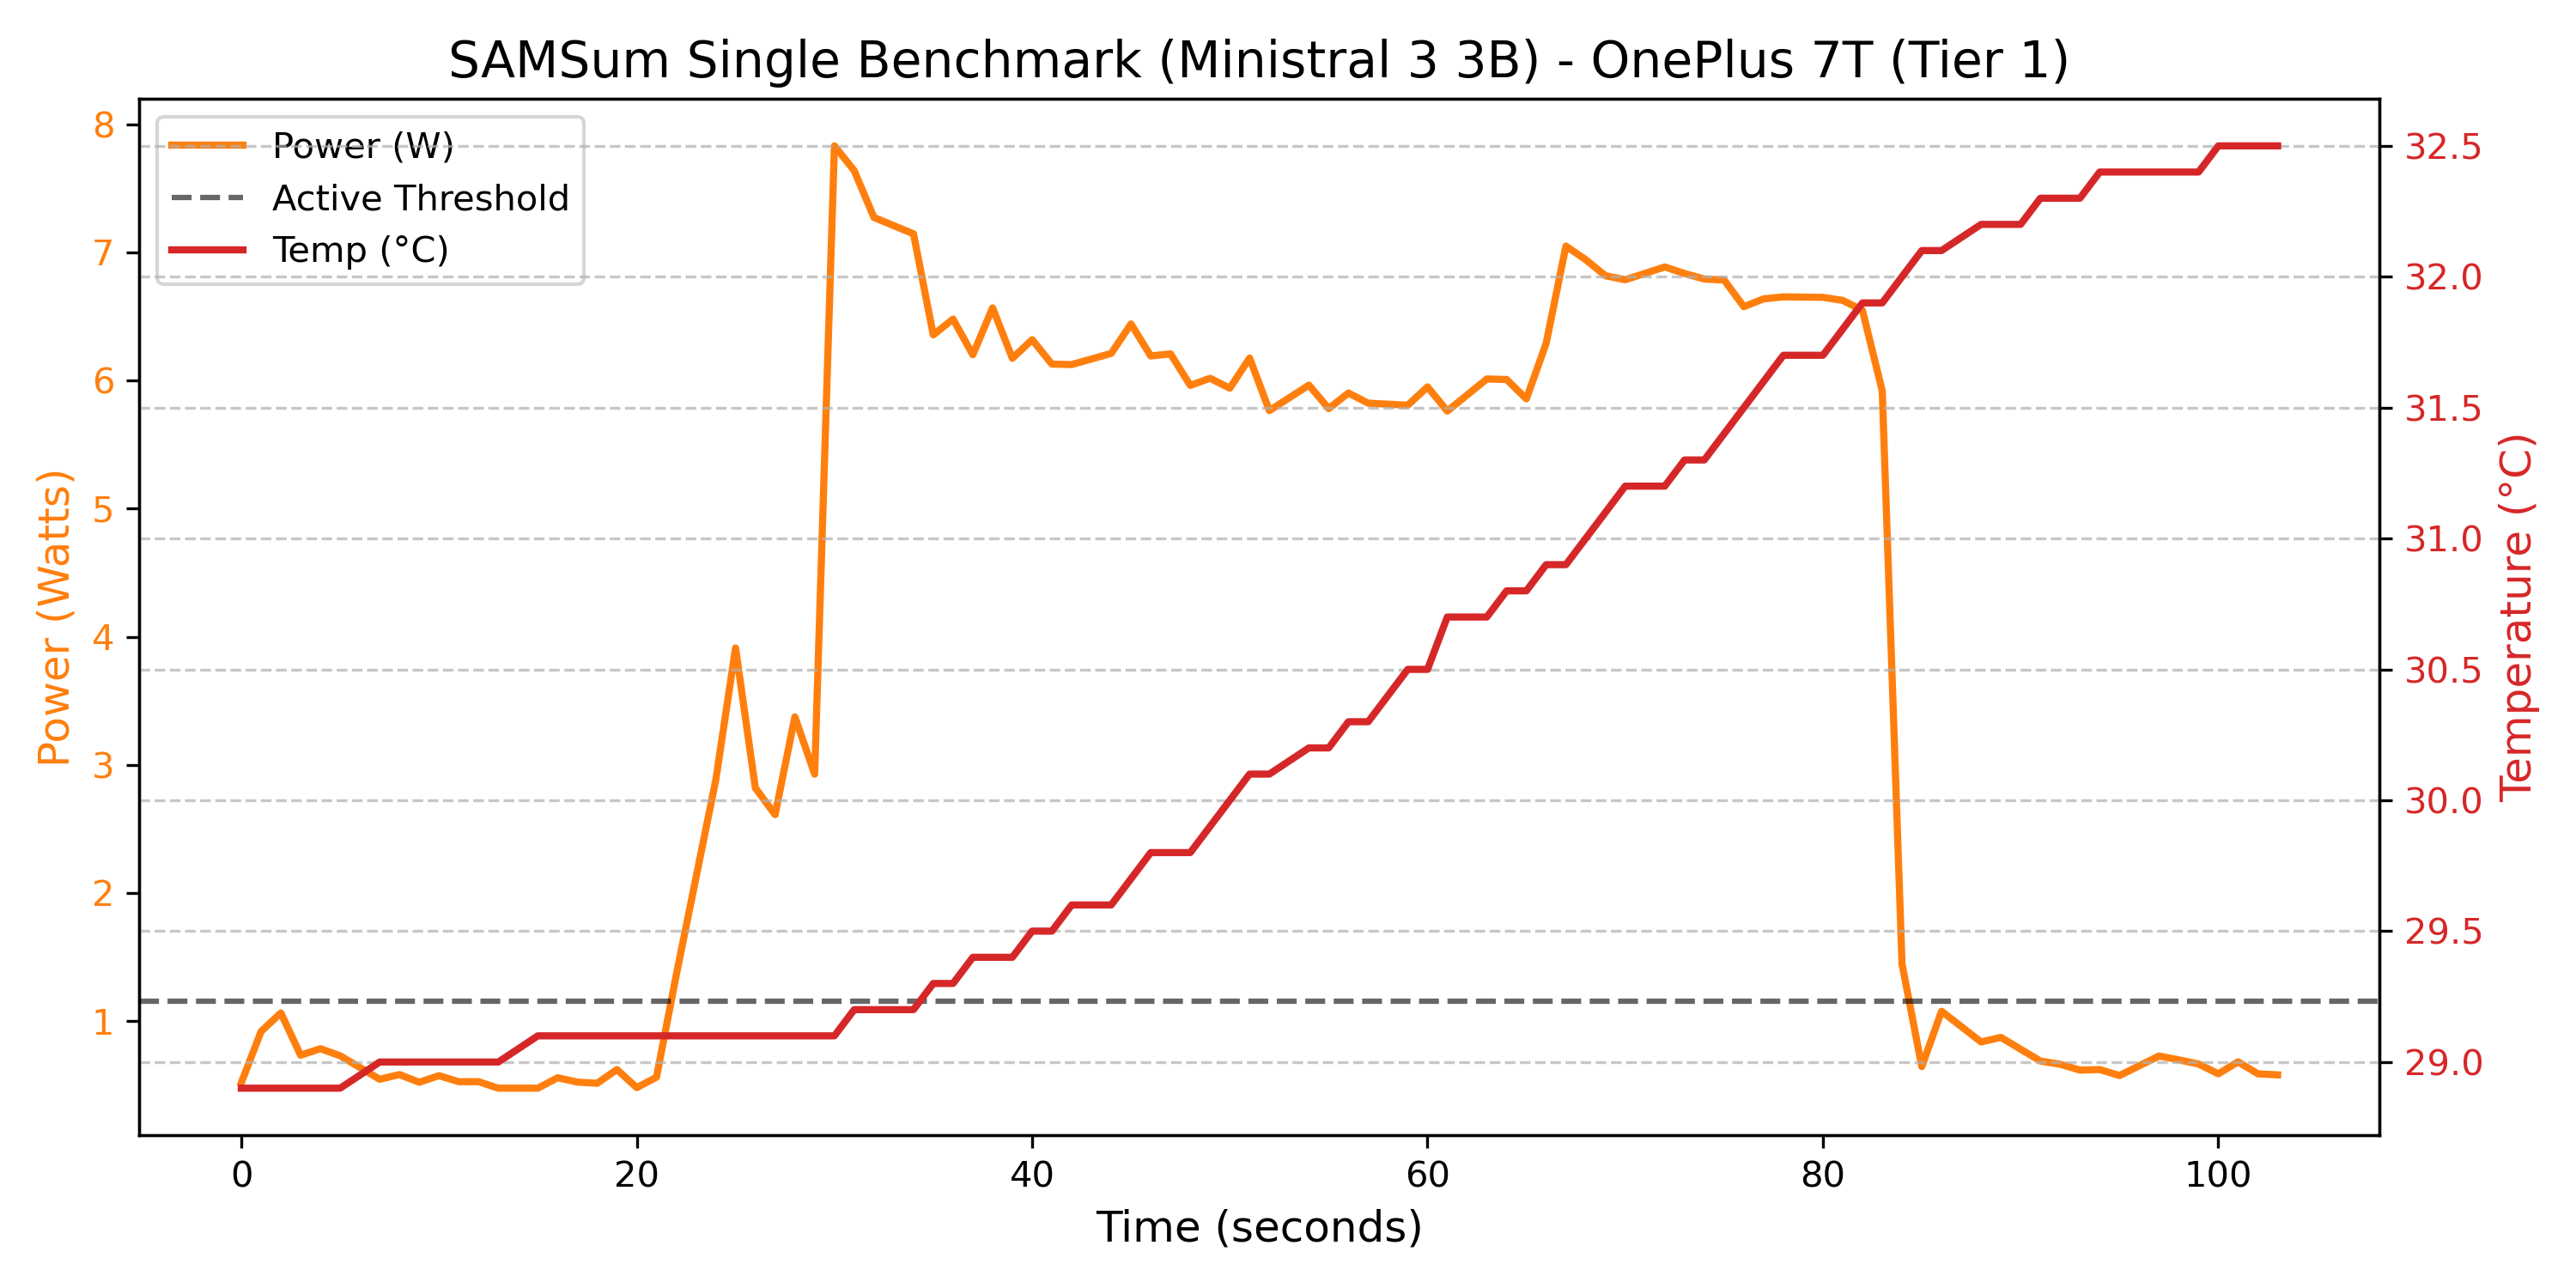 SAMSum Single Benchmark (Ministral 3 3B) - OnePlus 7T (Tier 1)
Power (W)
Active Threshold
Temp (°C)
8
7
6
5
4
3
2
1
Power (Watts)
32.5
32.0
31.5
31.0
30.5
30.0
29.5
29.0
Temperature (°C)
0 20 40 60 80 100
Time (seconds)